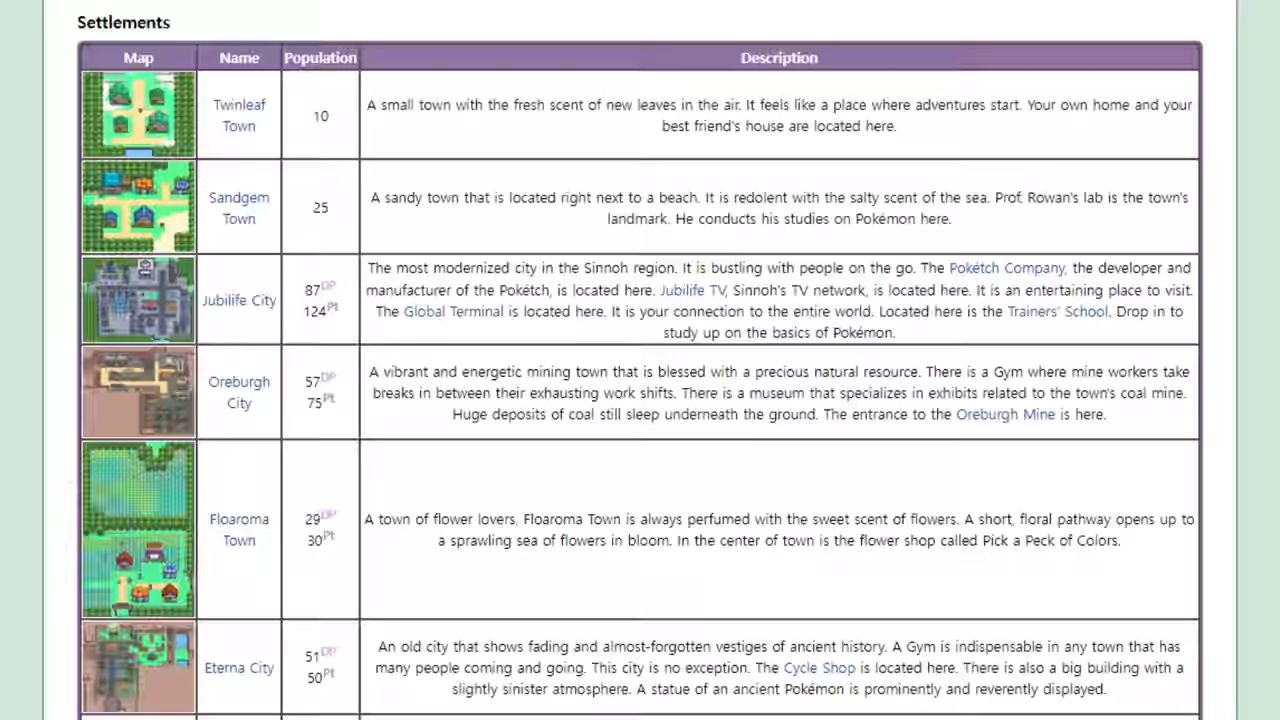 Settlements
Map Name Population Description
Twinleaf
Town
10
A small town with the fresh scent of new leaves in the air. It feels like a place where adventures start. Your own home and your
best friend's house are located here.
Sandgem
Town
25
A sandy town that is located right next to a beach. It is redolent with the salty scent of the sea. Prof. Rowan's lab is the town's
landmark. He conducts his studies on Pokémon here.
Jubilife City
87DP
124Pt
The most modernized city in the Sinnoh region. It is bustling with people on the go. The Pokétch Company, the developer and
manufacturer of the Pokétch, is located here. Jubilife TV, Sinnoh's TV network, is located here. It is an entertaining place to visit.
The Global Terminal is located here. It is your connection to the entire world. Located here is the Trainers' School. Drop in to
study up on the basics of Pokémon.
Oreburgh
City
57DP
75Pt
A vibrant and energetic mining town that is blessed with a precious natural resource. There is a Gym where mine workers take
breaks in between their exhausting work shifts. There is a museum that specializes in exhibits related to the town's coal mine.
Huge deposits of coal still sleep underneath the ground. The entrance to the Oreburgh Mine is here.
Floaroma
Town
29DP
30Pt
A town of flower lovers, Floaroma Town is always perfumed with the sweet scent of flowers. A short, floral pathway opens up to
a sprawling sea of flowers in bloom. In the center of town is the flower shop called Pick a Peck of Colors.
Eterna City
51DP
50Pt
An old city that shows fading and almost-forgotten vestiges of ancient history. A Gym is indispensable in any town that has
many people coming and going. This city is no exception. The Cycle Shop is located here. There is also a big building with a
slightly sinister atmosphere. A statue of an ancient Pokémon is prominently and reverently displayed.